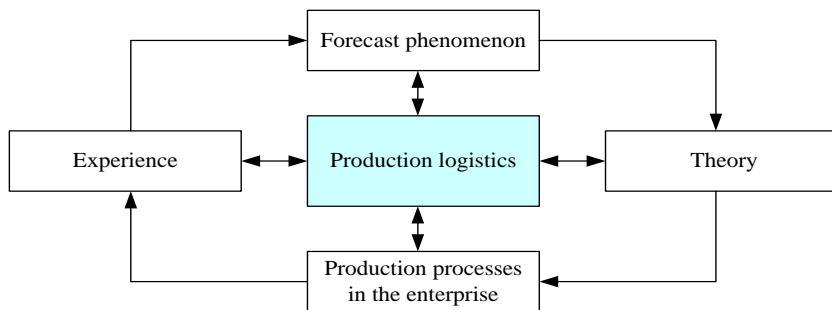 Forecast phenomenon
Experience
Production logistics
Theory
Production processes
in the enterprise